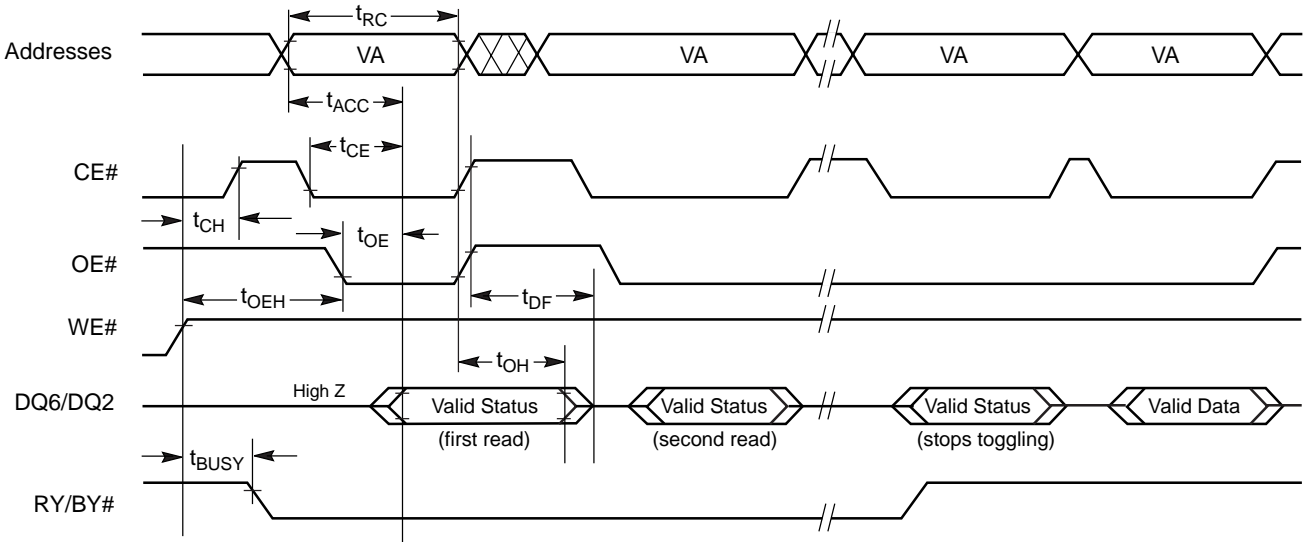 tRC
Addresses VA VA VA VA
tACC
tCE
CE#
tCH tOE
OE#
tOEH tDF
WE#
tOH
High Z
DQ6/DQ2 Valid Status Valid Status Valid Status Valid Data
(first read) (second read) (stops toggling)
tBUSY
RY/BY#